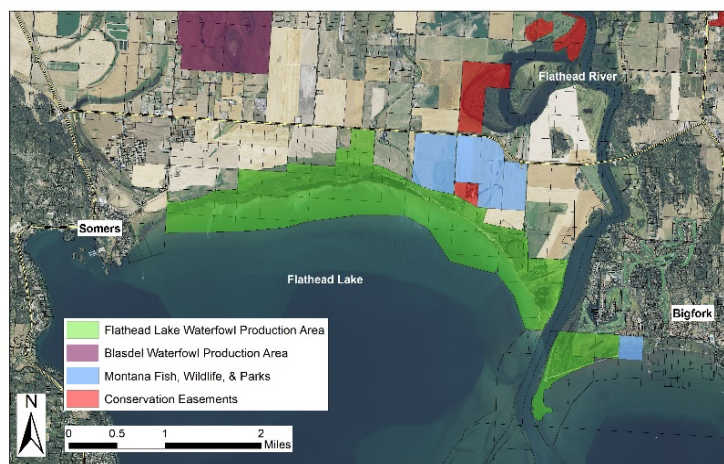 Flathead River
Somers
Flathead Lake
Bigfork
Flathead Lake Waterfowl Production Area
Blasdel Waterfowl Production Area
Montana Fish, Wildlife, & Parks
Conservation Easements
N
0 0.5 1 2
Miles